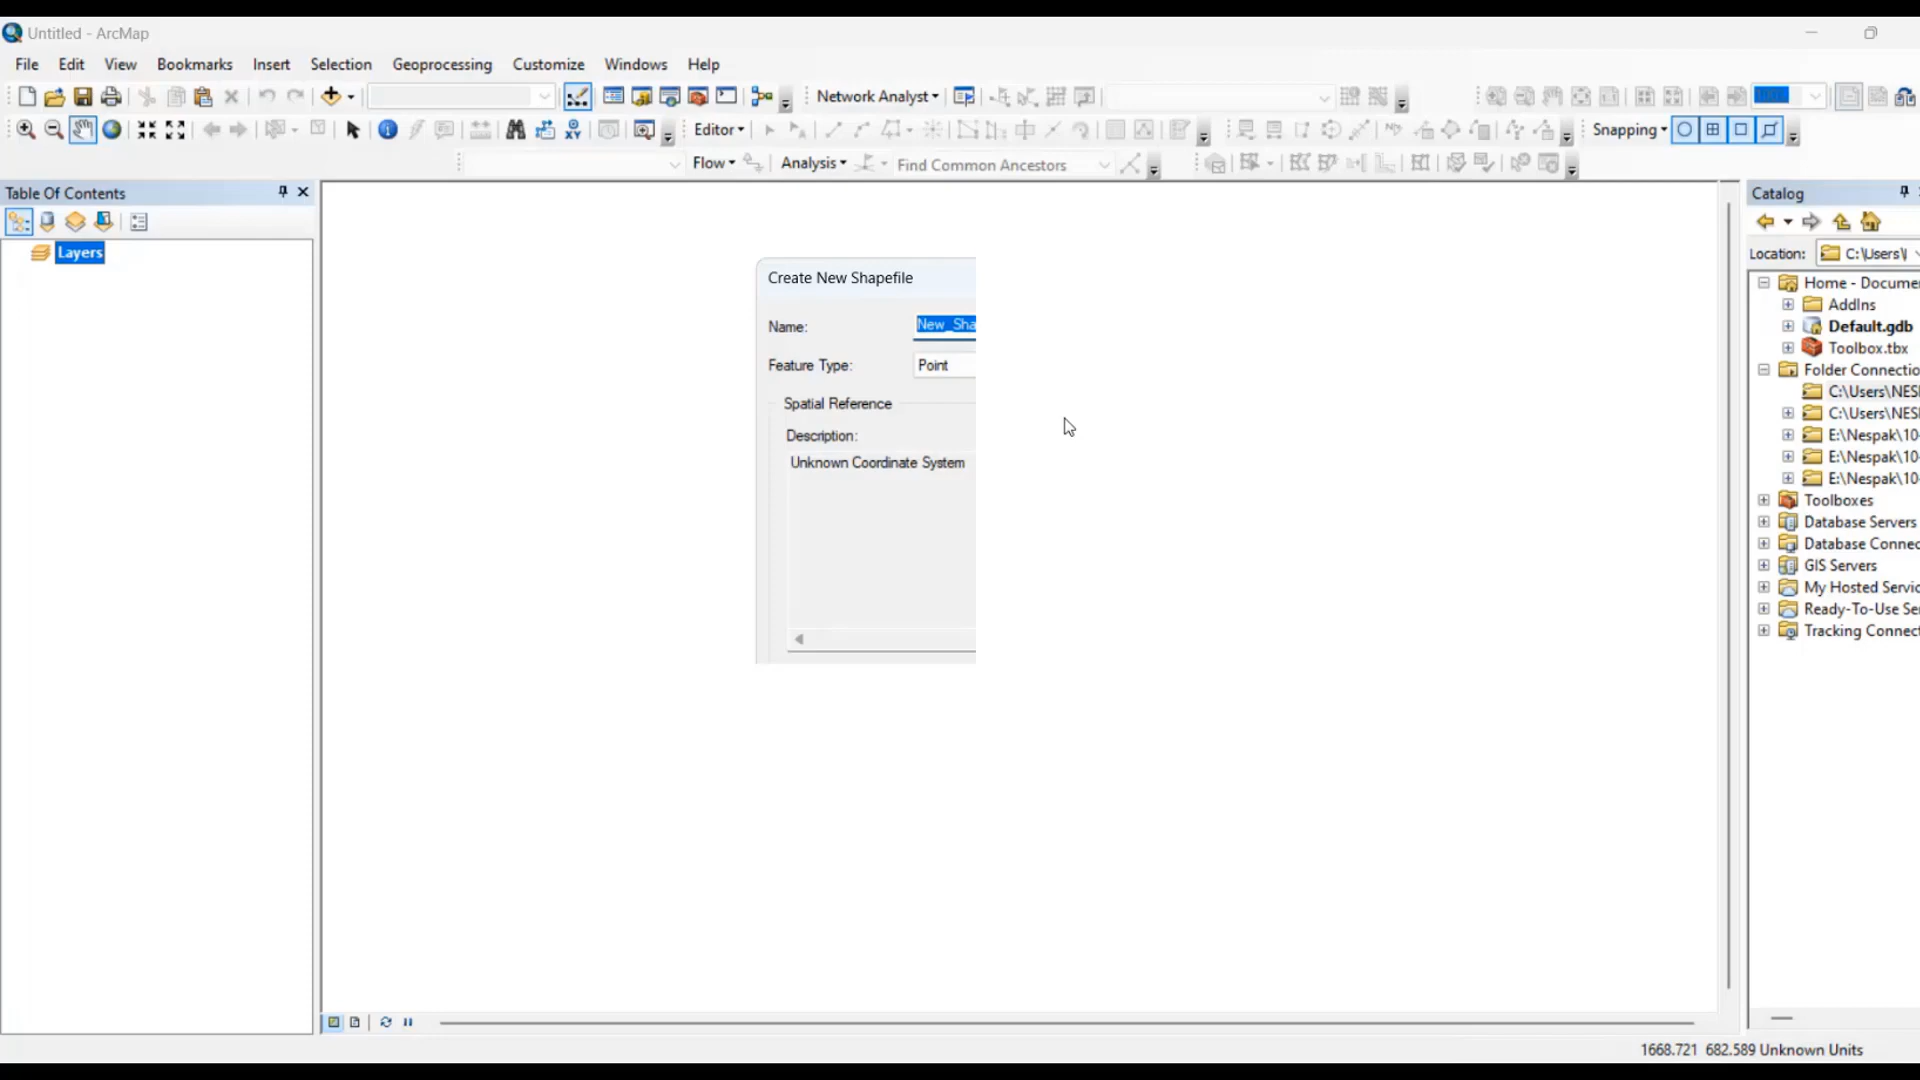 Untitled - ArcMap
File Edit View Bookmarks Insert Selection Geoprocessing Customize Windows Help
Network Analyst
Editor Snapping
Flow Analysis Find Common Ancestors
Table Of Contents
Layers
Create New Shapefile
Name: New_Sha
Feature Type: Point
Spatial Reference
Description:
Unknown Coordinate System
Catalog
Location: C:\Users\
Home - Docume
AddIns
Default.gdb
Toolbox.tbx
Folder Connectio
C:\Users\NES
C:\Users\NES
E:\Nespak\10
E:\Nespak\10
E:\Nespak\10
Toolboxes
Database Servers
Database Connec
GIS Servers
My Hosted Servic
Ready-To-Use Se
Tracking Connect
1668.721 682.589 Unknown Units